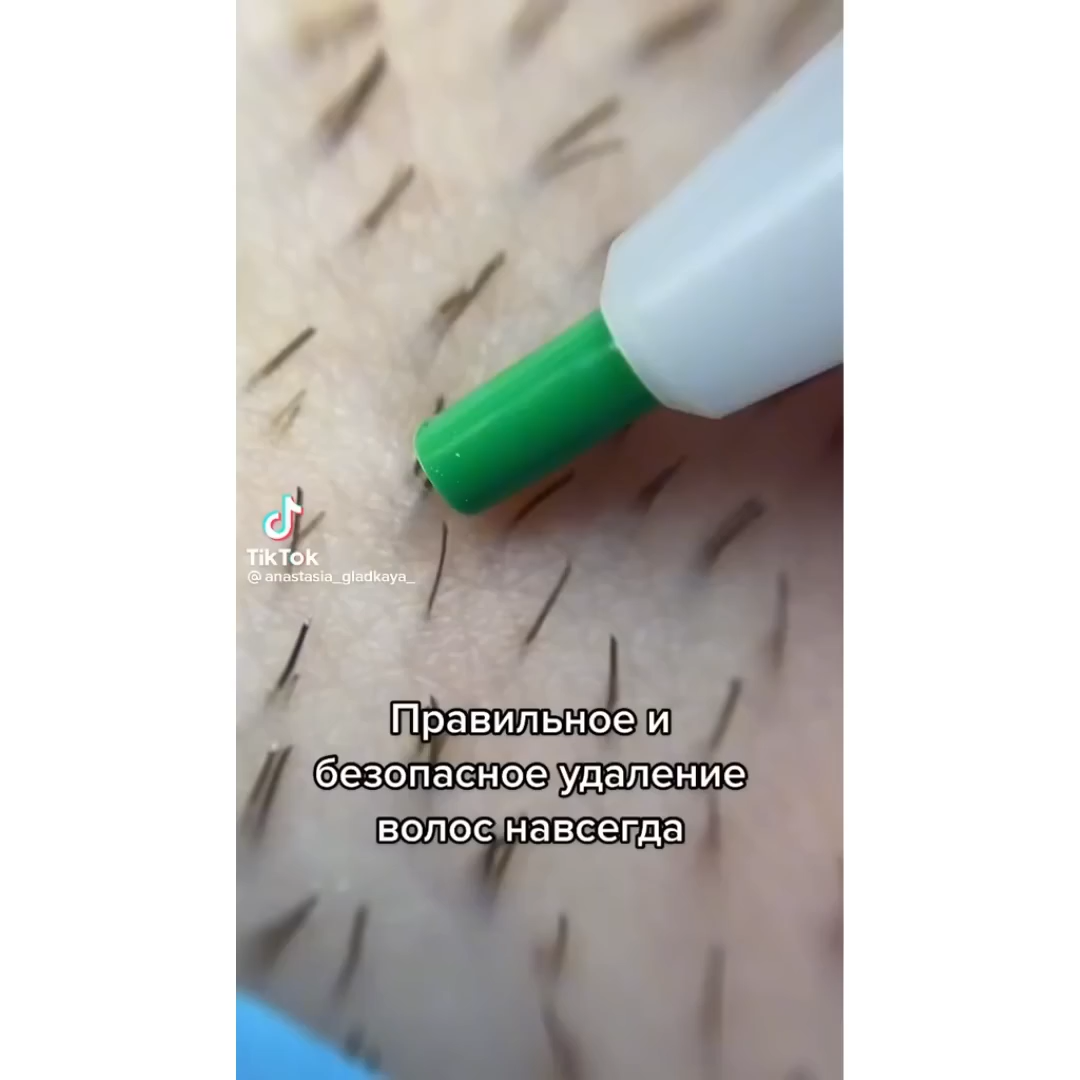 TikTok
@anastasia_gladkaya_
Правильное и
безопасное удаление
волос навсегда